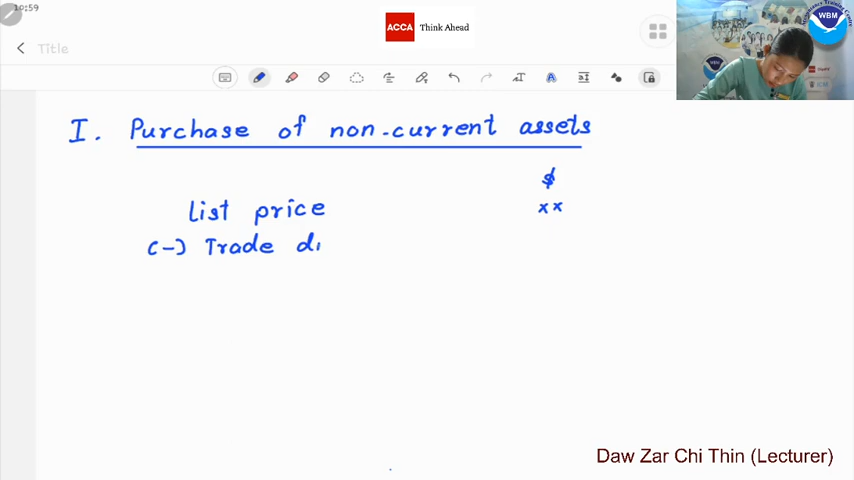 10:59
ACCA Think Ahead
WBM
Title
I. Purchase of non-current assets
$
List price xx
(-) Trade di
Daw Zar Chi Thin (Lecturer)